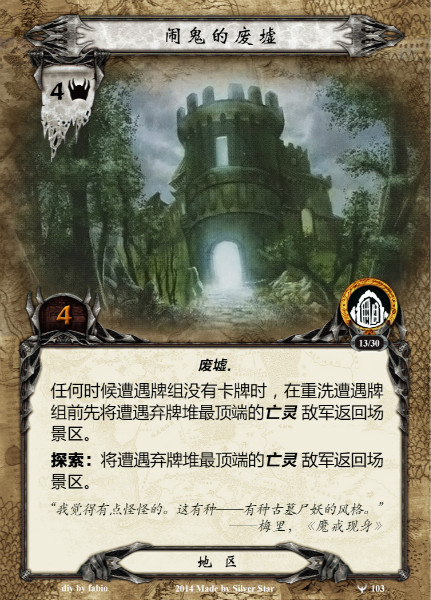 闹鬼的废墟
4
4
13/30
废墟.
任何时候遭遇牌组没有卡牌时，在重洗遭遇牌
组前先将遭遇弃牌堆最顶端的亡灵 敌军返回场
景区。
探索：将遭遇弃牌堆最顶端的亡灵 敌军返回场
景区。
“我觉得有点怪怪的。这有种——有种古墓尸妖的风格。”
——梅里，《魔戒现身》
地区
diy by fabio 2014 Made by Silver Star 103